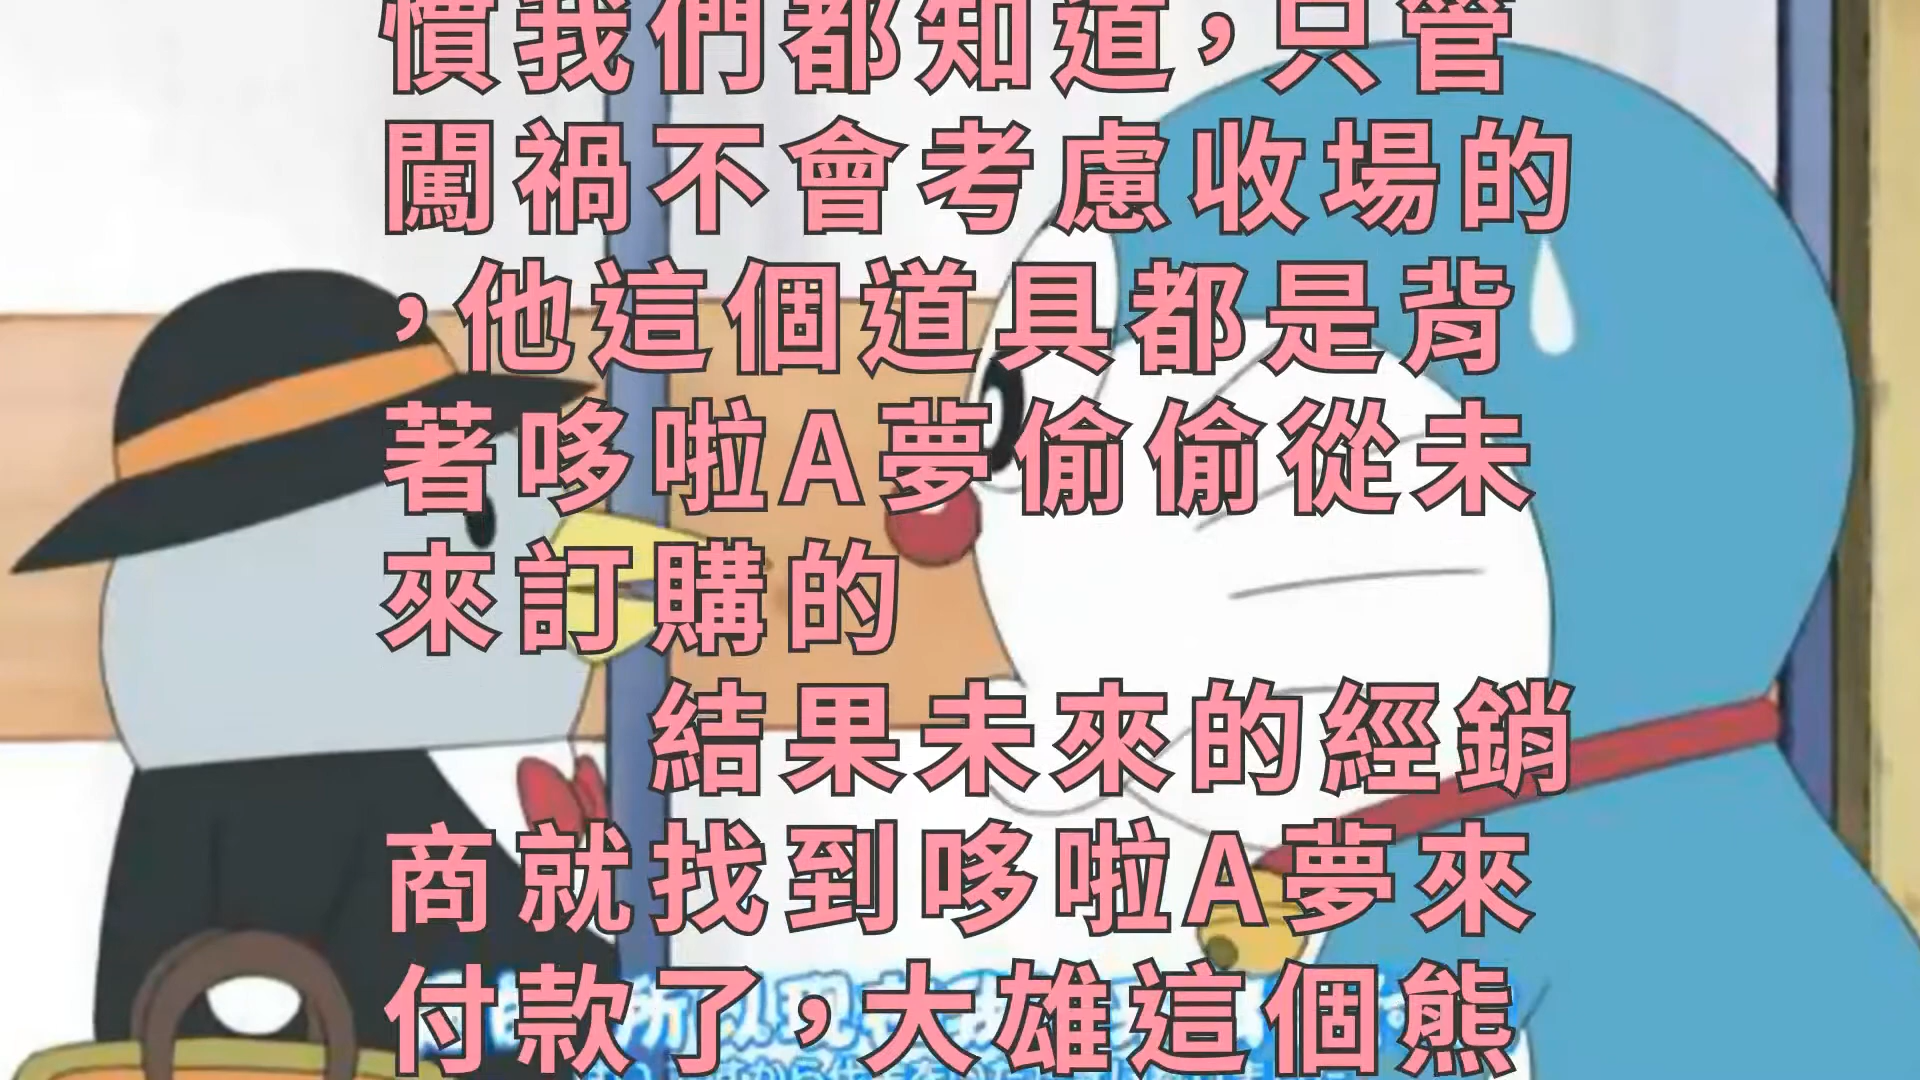 慣我們都知道，只管
闖禍不會考慮收場的
，他這個道具都是背
著哆啦A夢偷偷從未
來訂購的
結果未來的經銷
商就找到哆啦A夢來
付款了，大雄這個熊